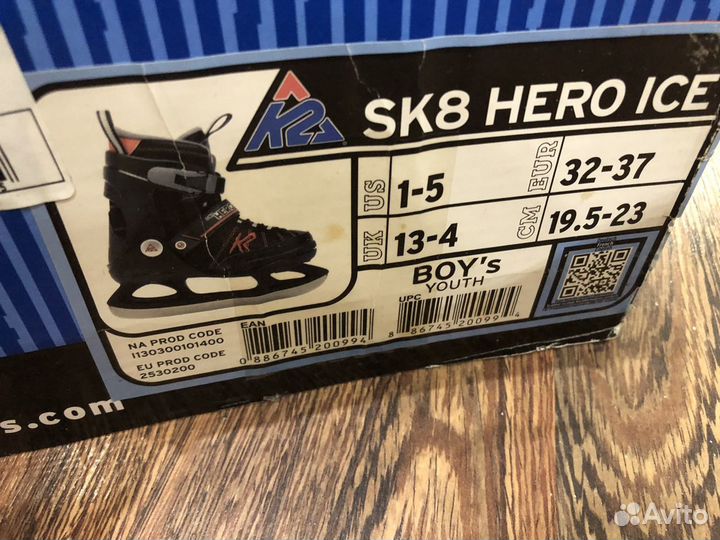 K2
SK8 HERO ICE
US 1-5
EUR 32-37
UK 13-4
CM 19.5-23
BOY's
YOUTH
NA PROD CODE
I130300101400
EU PROD CODE
2530200
EAN
0 886745 200994
UPC
8 86745 20099 4
s.com
Avito